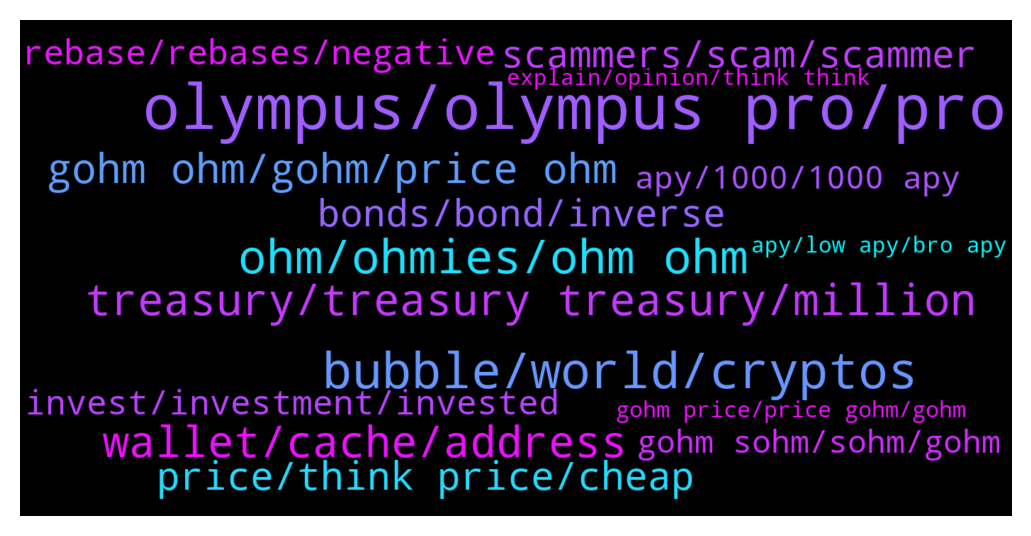 rebase/rebases/negative
scammers/scam/scammer
explain/opinion/think think
olympus/olympus pro/pro
gohm ohm/gohm/price ohm
apy/1000/1000 apy
bonds/bond/inverse
ohm/ohmies/ohm ohm
apy/low apy/bro apy
treasury/treasury treasury/million
bubble/world/cryptos
invest/investment/invested
gohm price/price gohm/gohm
wallet/cache/address
gohm sohm/sohm/gohm
price/think price/cheap